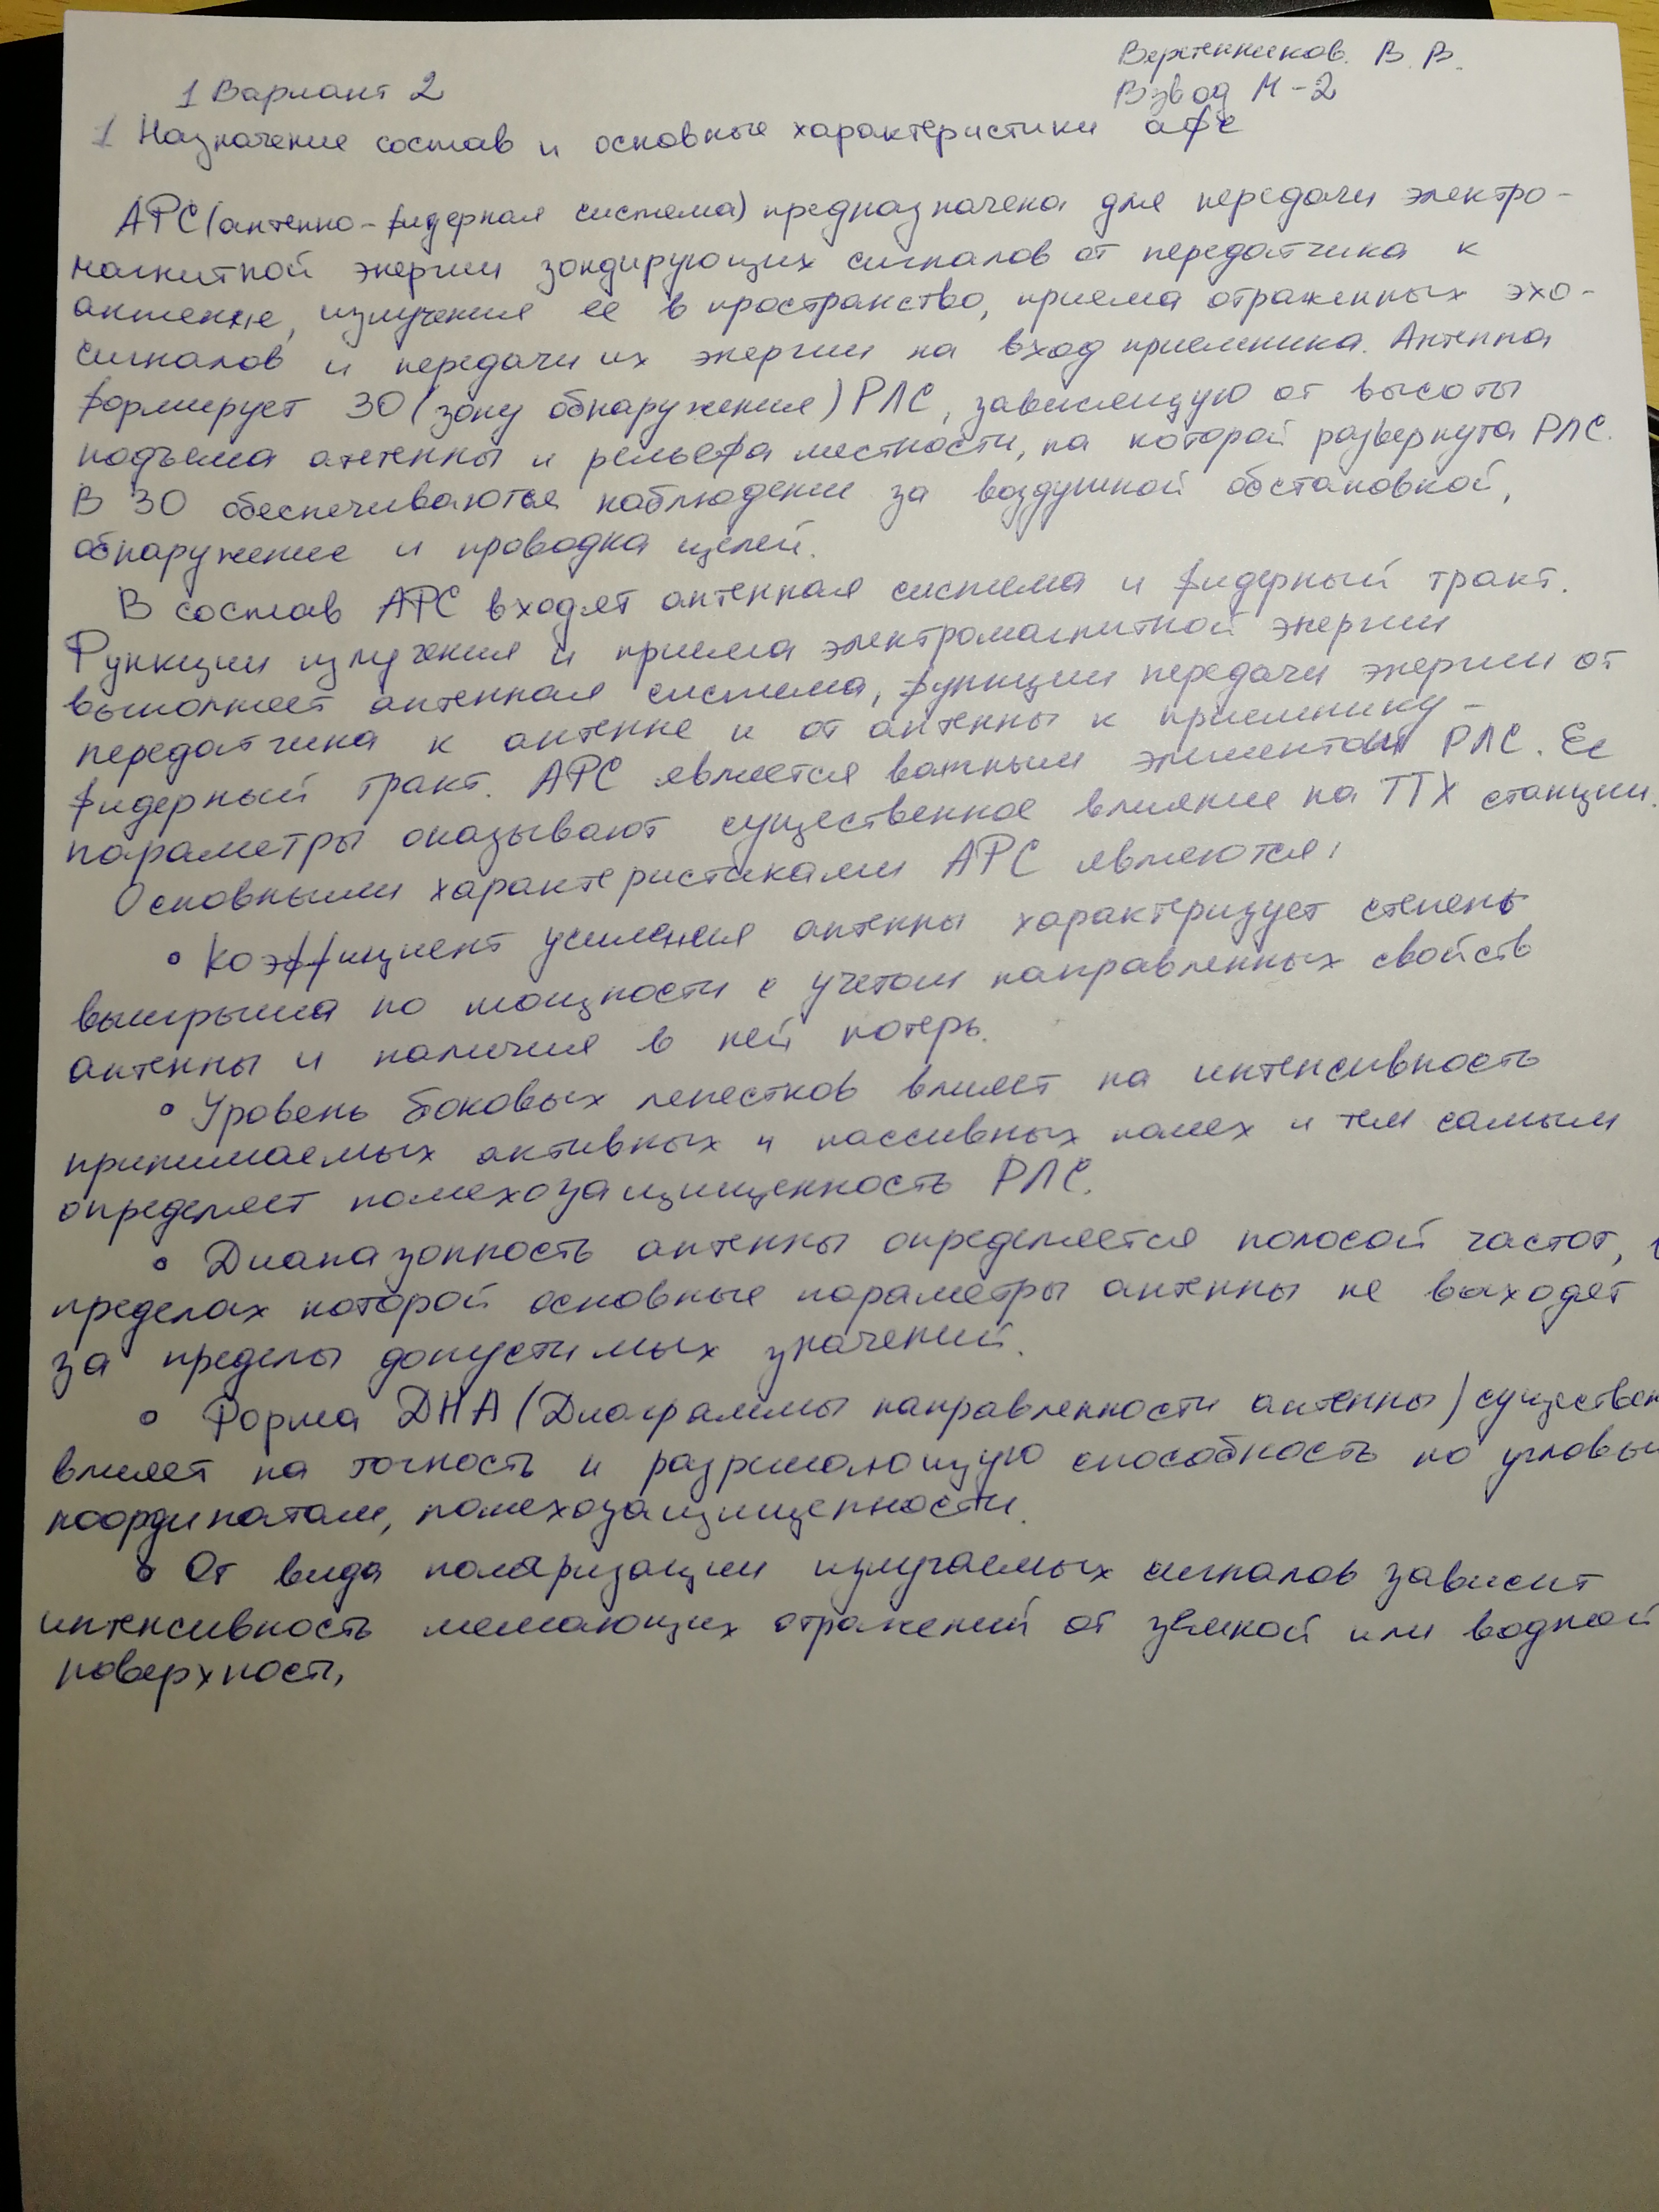 Веретенников. В. В.
Взвод М-2
1 Вариант 2
1 Назначение состав и основные характеристики афс
АФС (антенно-фидерная система) предназначена для передачи электро-
магнитной энергии зондирующих сигналов от передатчика к
антенне, излучения ее в пространство, приема отраженных эхо-
сигналов и передачи их энергии на вход приемника. Антенна
формирует ЗО (зону обнаружения) РЛС, зависящую от высоты
подъема антенны и рельефа местности, на которой развернута РЛС.
В ЗО обеспечиваются наблюдение за воздушной обстановкой,
обнаружение и проводка целей.
В состав АФС входят антенная система и фидерный тракт.
Функции излучения и приема электромагнитной энергии
выполняет антенная система, функции передачи энергии от
передатчика к антенне и от антенны к приемнику-
фидерный тракт. АФС является важным элементом РЛС. Ее
параметры оказывают существенное влияние на ТТХ станции.
Основными характеристиками АФС являются:
• Коэффициент усиления антенны характеризует степень
выигрыша по мощности с учетом направленных свойств
антенны и наличия в ней потерь.
• Уровень боковых лепестков влияет на интенсивность
принимаемых активных и пассивных помех и тем самым
определяет помехозащищенность РЛС.
• Диапазонность антенны определяется полосой частот,
пределах которой основные параметры антенны не выходят
за пределы допустимых значений.
• Форма ДНА (Диаграммы направленности антенны) существен
влияет на точность и разрешающую способность по угловы
координатам, помехозащищенности.
• От вида поляризации излучаемых сигналов зависит
интенсивность мешающих отражений от земной или водной
поверхности.